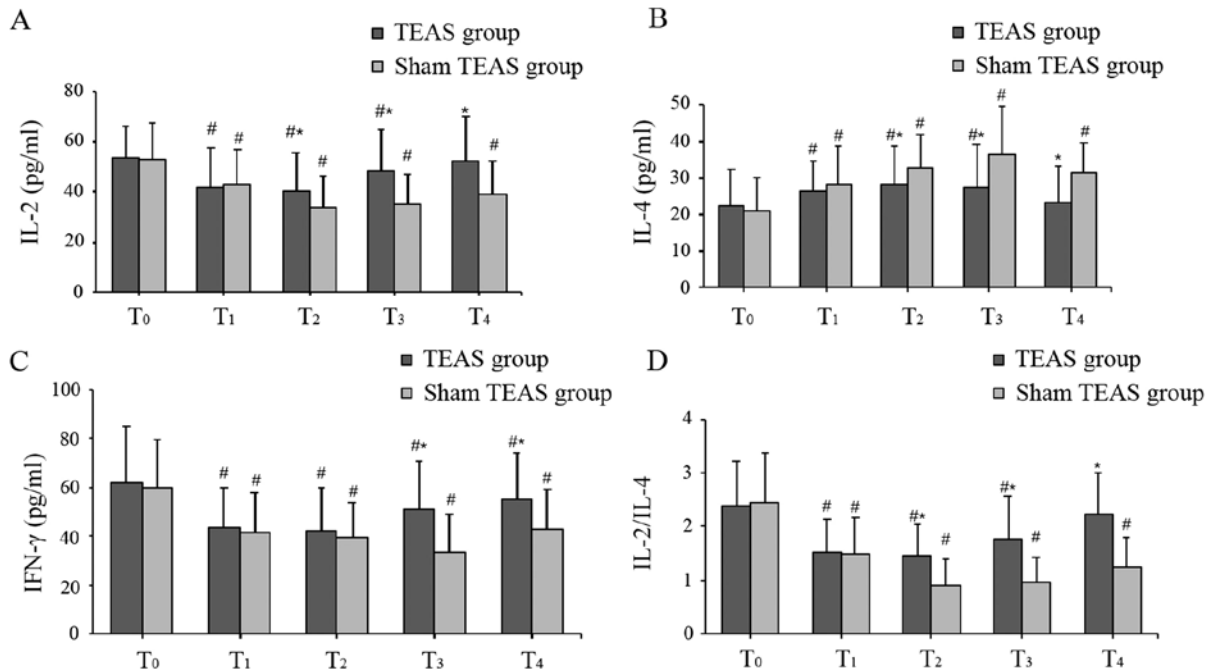 A
TEAS group
Sham TEAS group
IL-2 (pg/ml)
80
60
40
20
0
# # #* # #* # * #
T0 T1 T2 T3 T4
B
TEAS group
Sham TEAS group
IL-4 (pg/ml)
50
40
30
20
10
0
# # #* # #* # * #
T0 T1 T2 T3 T4
C
TEAS group
Sham TEAS group
IFN-γ (pg/ml)
100
80
60
40
20
0
# # # # #* # #* #
T0 T1 T2 T3 T4
D
TEAS group
Sham TEAS group
IL-2/IL-4
4
3
2
1
0
# # #* # #* # * #
T0 T1 T2 T3 T4